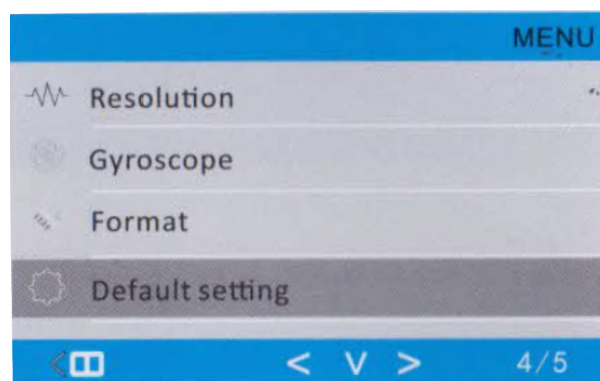 MENU
Resolution
Gyroscope
Format
Default setting
< V > 4/5